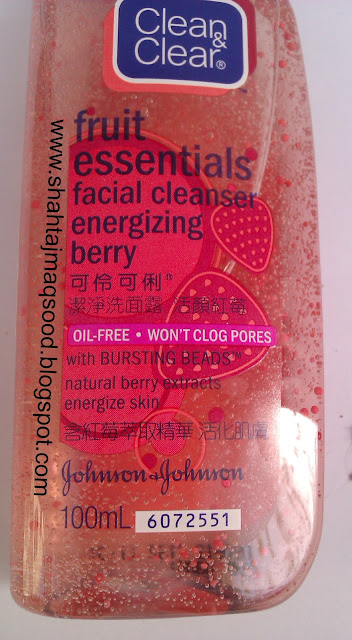 Clean &
Clear®
fruit
essentials
facial cleanser
energizing
berry
可伶可俐®
潔淨洗面露 活顏紅莓
OIL-FREE • WON'T CLOG PORES
with BURSTING BEADS™
natural berry extracts
energize skin
含紅莓萃取精華 活化肌膚
Johnson & Johnson
100mL 6072551
www.shahtajmaqsood.blogspot.com